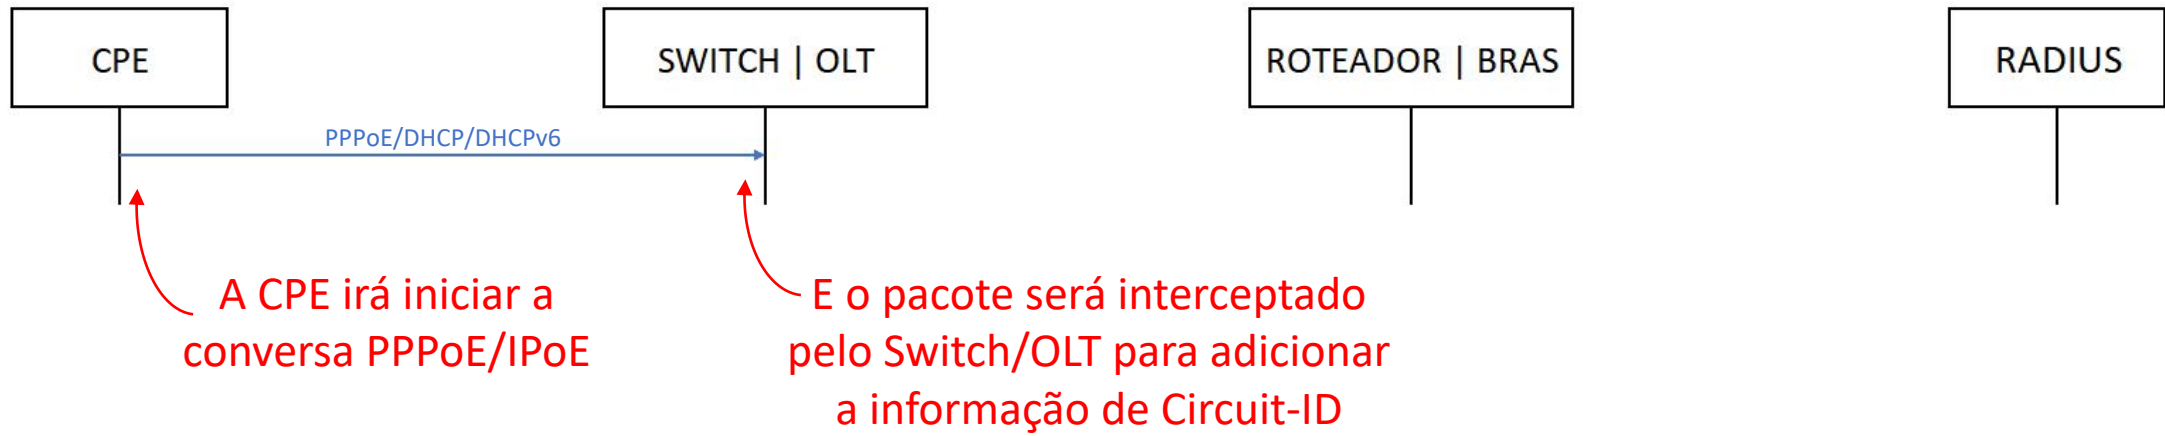 CPE
SWITCH | OLT
ROTEADOR | BRAS
RADIUS
PPPoE/DHCP/DHCPv6
A CPE irá iniciar a
conversa PPPoE/IPoE
E o pacote será interceptado
pelo Switch/OLT para adicionar
a informação de Circuit-ID